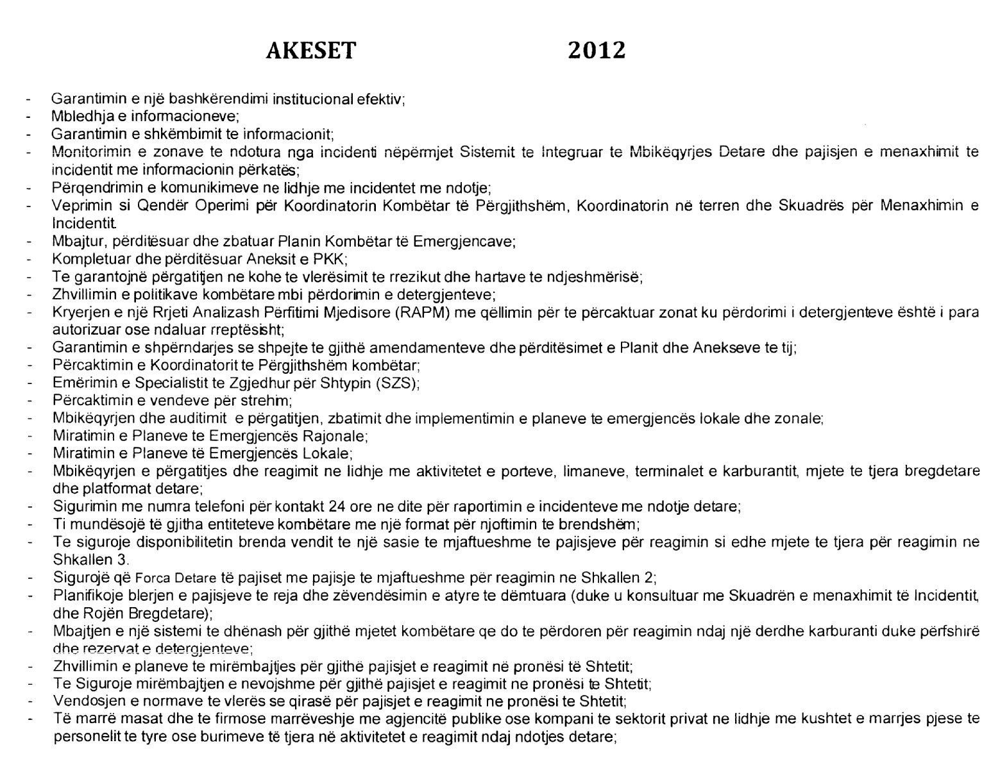 AKESET 2012
- Garantimin e një bashkërendimi institucional efektiv;
- Mbledhja e informacioneve;
- Garantimin e shkëmbimit te informacionit;
- Monitorimin e zonave te ndotura nga incidenti nëpërmjet Sistemit te Integruar te Mbikëqyrjes Detare dhe pajisjen e menaxhimit te
incidentit me informacionin përkatës;
- Përqendrimin e komunikimeve ne lidhje me incidentet me ndotje;
- Veprimin si Qendër Operimi për Koordinatorin Kombëtar të Përgjithshëm, Koordinatorin në terren dhe Skuadrës për Menaxhimin e
Incidentit.
- Mbajtur, përditësuar dhe zbatuar Planin Kombëtar të Emergjencave;
- Kompletuar dhe përditësuar Aneksit e PKK;
- Te garantojnë përgatitjen ne kohe te vlerësimit te rrezikut dhe hartave te ndjeshmërisë;
- Zhvillimin e politikave kombëtare mbi përdorimin e detergjenteve;
- Kryerjen e një Rrjeti Analizash Përfitimi Mjedisore (RAPM) me qëllimin për te përcaktuar zonat ku përdorimi i detergjenteve është i para
autorizuar ose ndaluar rreptësisht;
- Garantimin e shpërndarjes se shpejte te gjithë amendamenteve dhe përditësimet e Planit dhe Anekseve te tij;
- Përcaktimin e Koordinatorit te Përgjithshëm kombëtar;
- Emërimin e Specialistit te Zgjedhur për Shtypin (SZS);
- Përcaktimin e vendeve për strehim;
- Mbikëqyrjen dhe auditimit e përgatitjen, zbatimit dhe implementimin e planeve te emergjencës lokale dhe zonale;
- Miratimin e Planeve te Emergjencës Rajonale;
- Miratimin e Planeve të Emergjencës Lokale;
- Mbikëqyrjen e përgatitjes dhe reagimit ne lidhje me aktivitetet e porteve, limaneve, terminalet e karburantit, mjete te tjera bregdetare
dhe platformat detare;
- Sigurimin me numra telefoni për kontakt 24 ore ne dite për raportimin e incidenteve me ndotje detare;
- Ti mundësojë të gjitha entiteteve kombëtare me një format për njoftimin te brendshëm;
- Te siguroje disponibilitetin brenda vendit te një sasie te mjaftueshme te pajisjeve për reagimin si edhe mjete te tjera për reagimin ne
Shkallen 3.
- Sigurojë që Forca Detare të pajiset me pajisje te mjaftueshme për reagimin ne Shkallen 2;
- Planifikoje blerjen e pajisjeve te reja dhe zëvendësimin e atyre te dëmtuara (duke u konsultuar me Skuadrën e menaxhimit të Incidentit,
dhe Rojën Bregdetare);
- Mbajtjen e një sistemi te dhënash për gjithë mjetet kombëtare qe do te përdoren për reagimin ndaj një derdhe karburanti duke përfshirë
dhe rezervat e detergjenteve;
- Zhvillimin e planeve te mirëmbajtjes për gjithë pajisjet e reagimit në pronësi të Shtetit;
- Te Siguroje mirëmbajtjen e nevojshme për gjithë pajisjet e reagimit ne pronësi te Shtetit;
- Vendosjen e normave te vlerës se qirasë për pajisjet e reagimit ne pronësi te Shtetit;
- Të marrë masat dhe te firmose marrëveshje me agjencitë publike ose kompani te sektorit privat ne lidhje me kushtet e marrjes pjese te
personelit te tyre ose burimeve të tjera në aktivitetet e reagimit ndaj ndotjes detare;